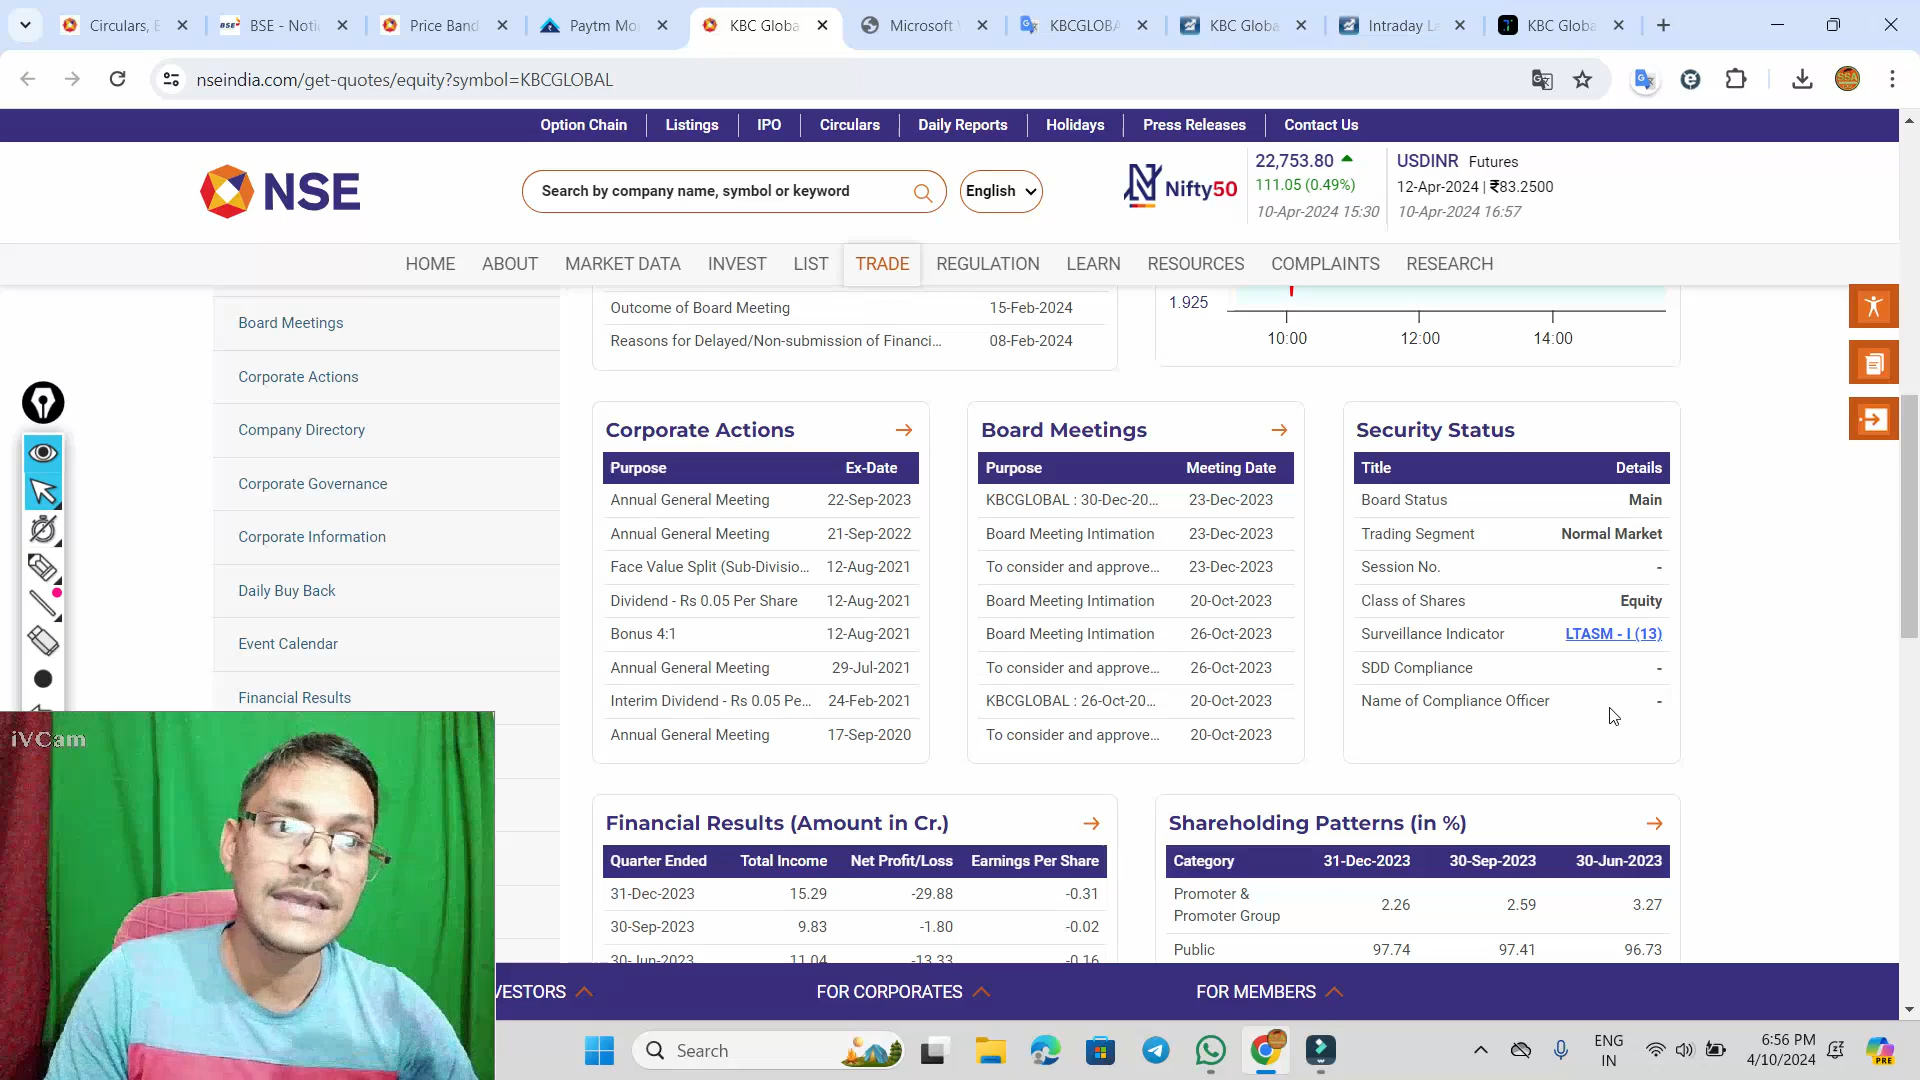 Circulars, E
BSE - Noti
Price Band
Paytm Mo
KBC Globa
Microsoft
KBCGLOBA
KBC Globa
Intraday La
KBC Globa
nseindia.com/get-quotes/equity?symbol=KBCGLOBAL
Option Chain
Listings
IPO
Circulars
Daily Reports
Holidays
Press Releases
Contact Us
NSE
Search by company name, symbol or keyword
English
Nifty50
22,753.80
111.05 (0.49%)
10-Apr-2024 15:30
USDINR Futures
12-Apr-2024 | ₹83.2500
10-Apr-2024 16:57
HOME
ABOUT
MARKET DATA
INVEST
LIST
TRADE
REGULATION
LEARN
RESOURCES
COMPLAINTS
RESEARCH
Board Meetings
Corporate Actions
Company Directory
Corporate Governance
Corporate Information
Daily Buy Back
Event Calendar
Financial Results
Outcome of Board Meeting 15-Feb-2024
Reasons for Delayed/Non-submission of Financi... 08-Feb-2024
1.925
10:00 12:00 14:00
Corporate Actions
Purpose Ex-Date
Annual General Meeting 22-Sep-2023
Annual General Meeting 21-Sep-2022
Face Value Split (Sub-Divisio... 12-Aug-2021
Dividend - Rs 0.05 Per Share 12-Aug-2021
Bonus 4:1 12-Aug-2021
Annual General Meeting 29-Jul-2021
Interim Dividend - Rs 0.05 Pe... 24-Feb-2021
Annual General Meeting 17-Sep-2020
Board Meetings
Purpose Meeting Date
KBCGLOBAL : 30-Dec-20... 23-Dec-2023
Board Meeting Intimation 23-Dec-2023
To consider and approve... 23-Dec-2023
Board Meeting Intimation 20-Oct-2023
Board Meeting Intimation 26-Oct-2023
To consider and approve... 26-Oct-2023
KBCGLOBAL : 26-Oct-20... 20-Oct-2023
To consider and approve... 20-Oct-2023
Security Status
Title Details
Board Status Main
Trading Segment Normal Market
Session No. -
Class of Shares Equity
Surveillance Indicator LTASM - I (13)
SDD Compliance -
Name of Compliance Officer -
Financial Results (Amount in Cr.)
Quarter Ended Total Income Net Profit/Loss Earnings Per Share
31-Dec-2023 15.29 -29.88 -0.31
30-Sep-2023 9.83 -1.80 -0.02
30-Jun-2023 11.04 -13.33 -0.16
Shareholding Patterns (in %)
Category 31-Dec-2023 30-Sep-2023 30-Jun-2023
Promoter &
Promoter Group 2.26 2.59 3.27
Public 97.74 97.41 96.73
iVCam
VESTORS
FOR CORPORATES
FOR MEMBERS
Search
ENG
IN
6:56 PM
4/10/2024
PRE